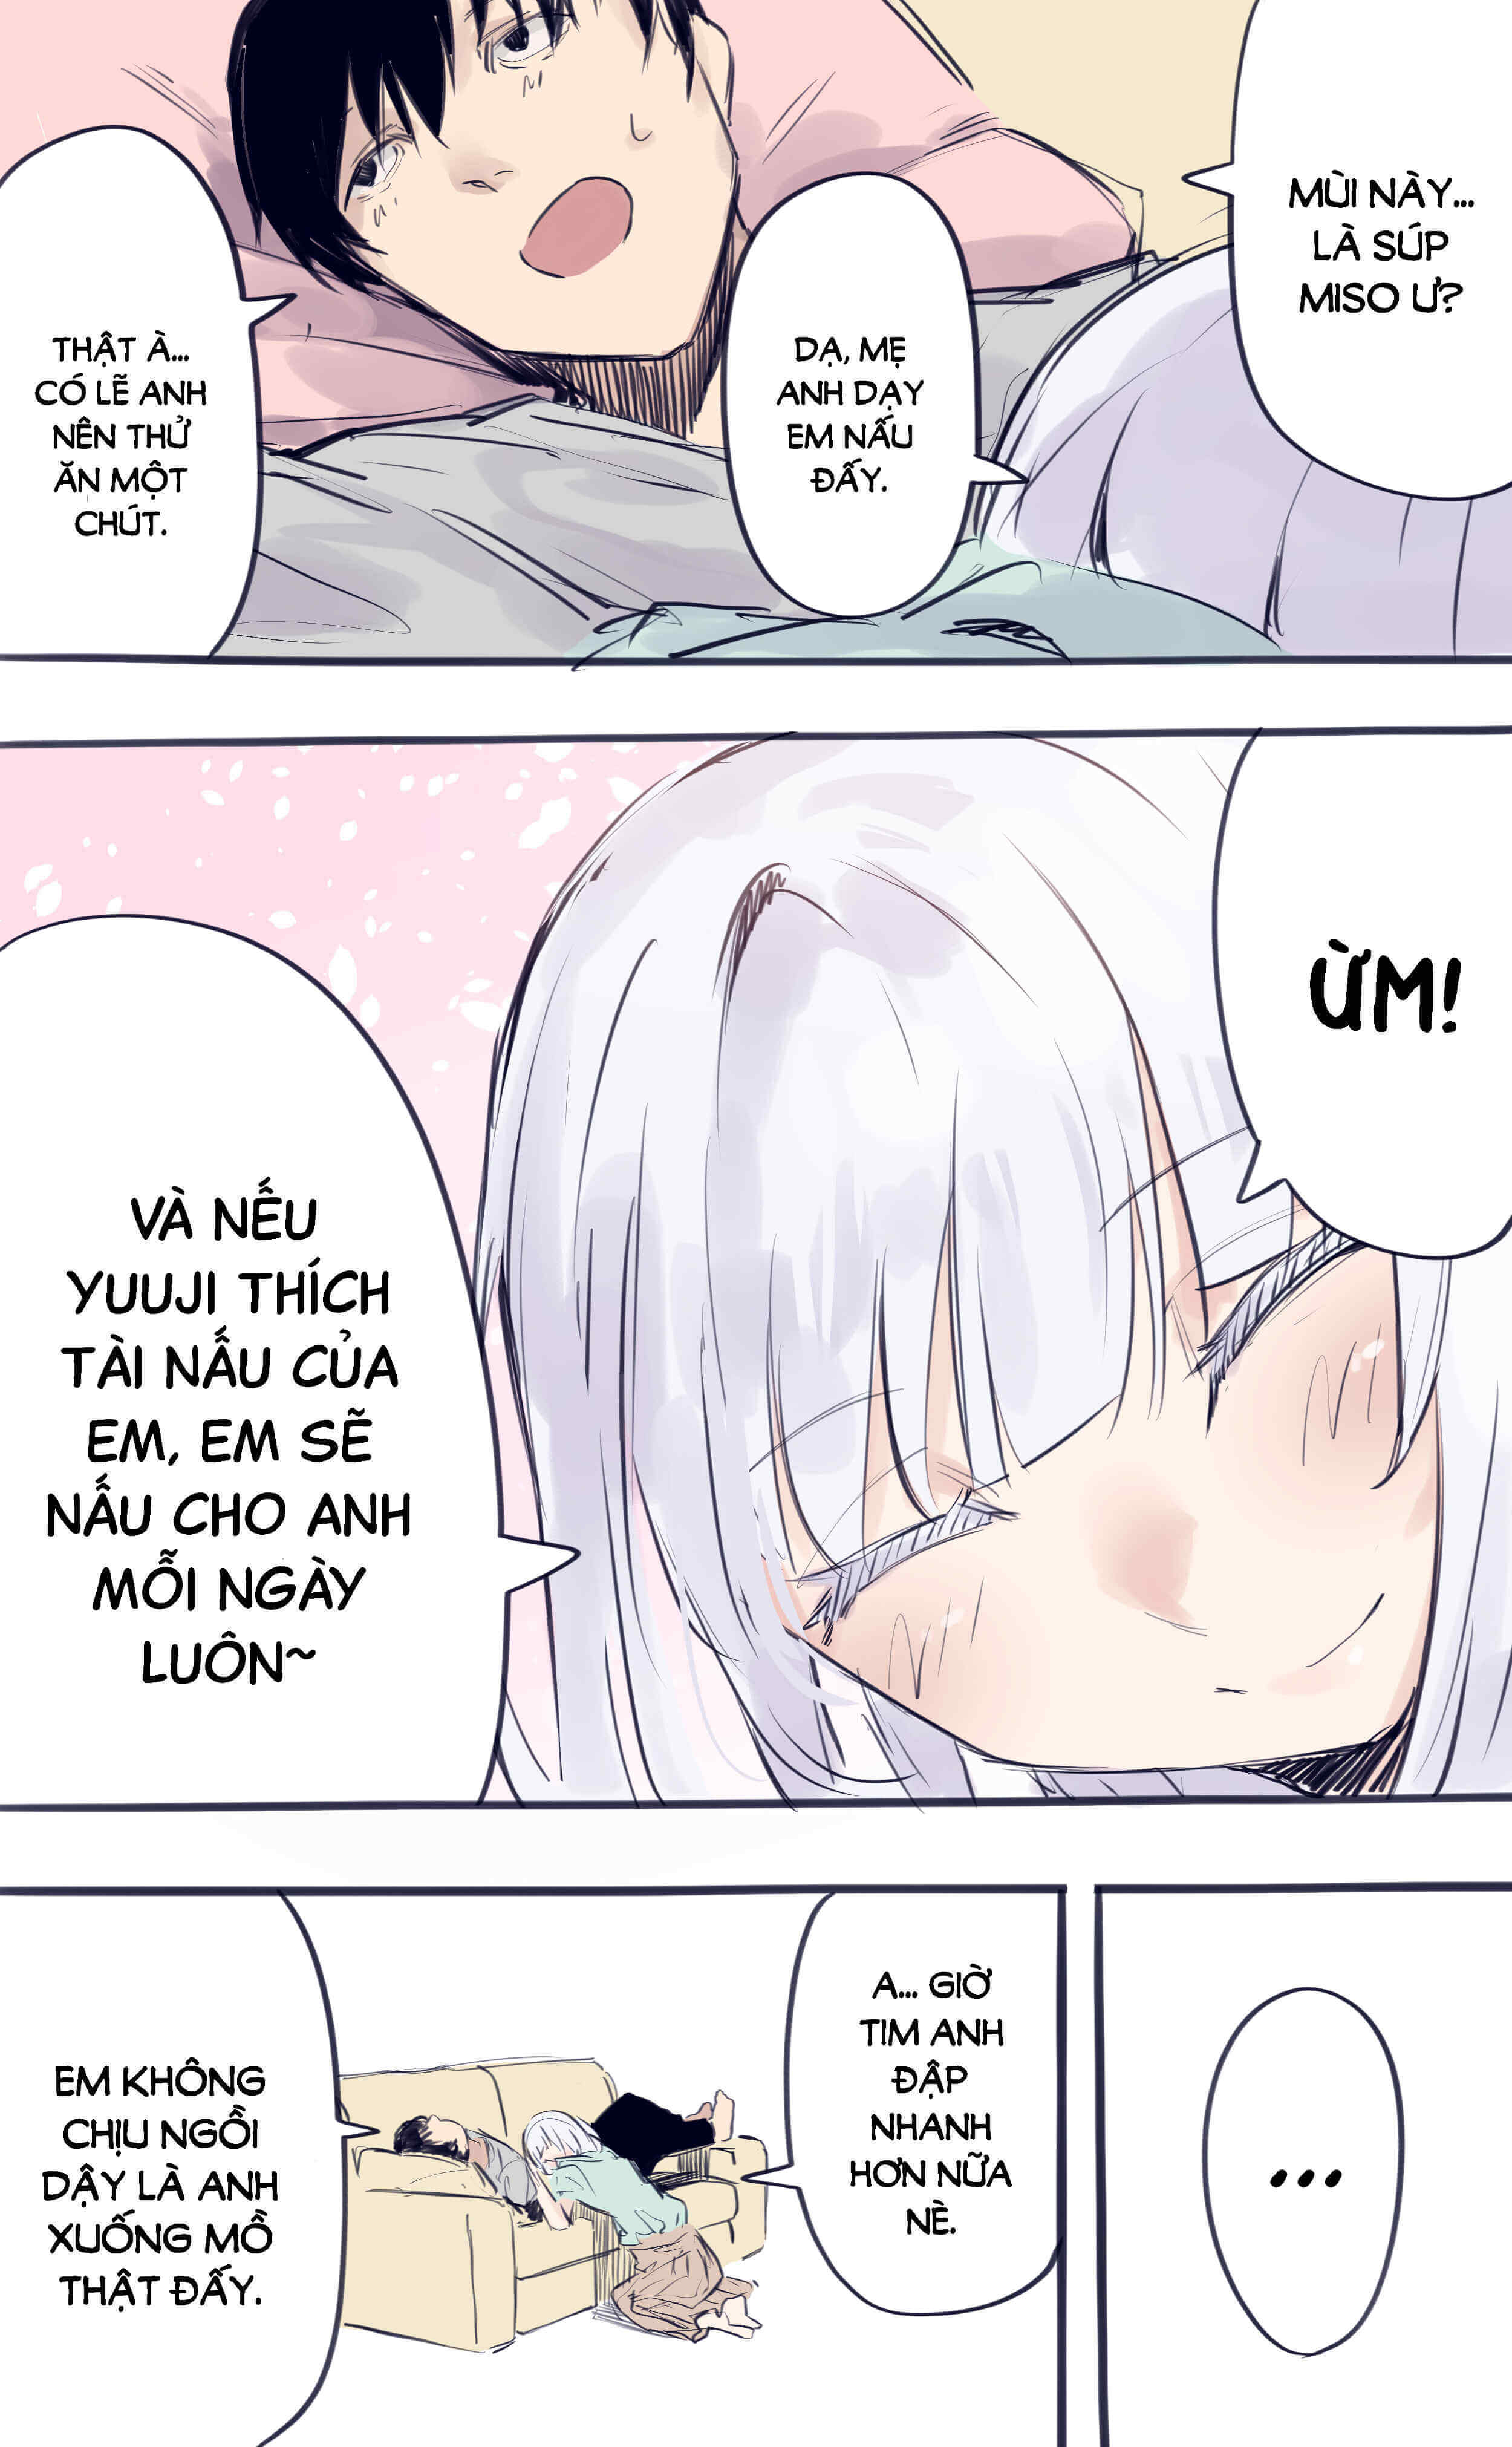 MÙI NÀY...
LÀ SÚP
MISO Ư?
DẠ, MẸ
ANH DẠY
EM NẤU
ĐẤY.
THẬT À...
CÓ LẼ ANH
NÊN THỬ
ĂN MỘT
CHÚT.
ỪM!
VÀ NẾU
YUUJI THÍCH
TÀI NẤU CỦA
EM, EM SẼ
NẤU CHO ANH
MỖI NGÀY
LUÔN~
...
A... GIỜ
TIM ANH
ĐẬP
NHANH
HƠN NỮA
NÈ.
EM KHÔNG
CHỊU NGỒI
DẬY LÀ ANH
XUỐNG MỒ
THẬT ĐẤY.